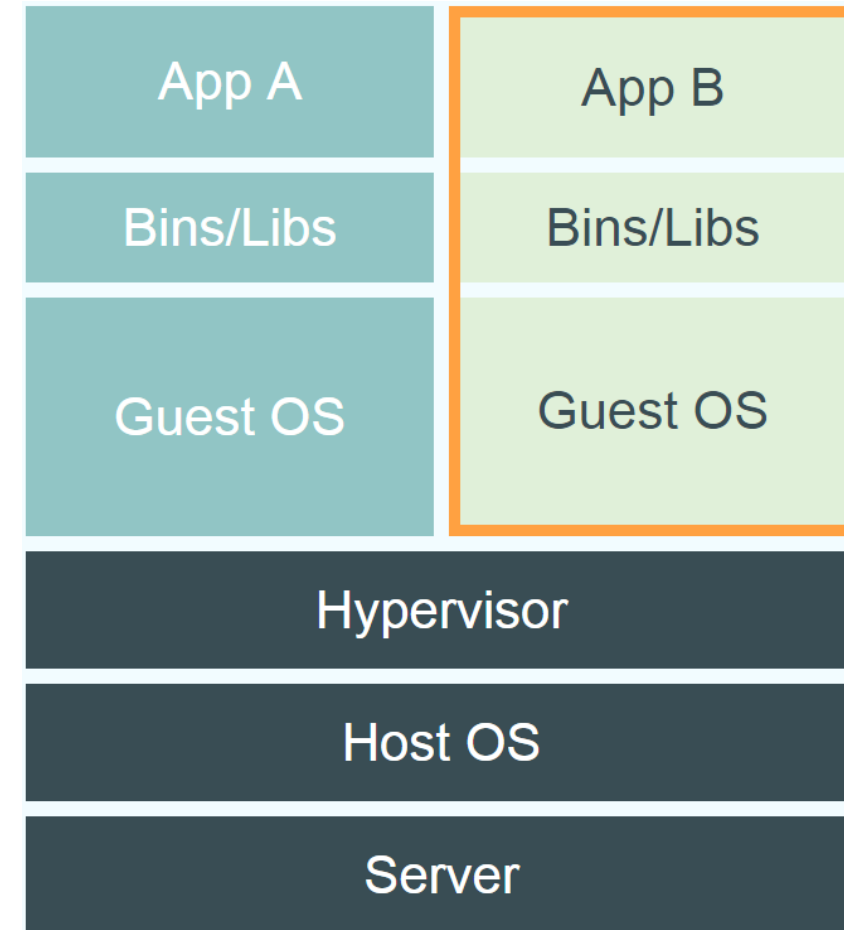 App A
App B
Bins/Libs
Bins/Libs
Guest OS
Guest OS
Hypervisor
Host OS
Server